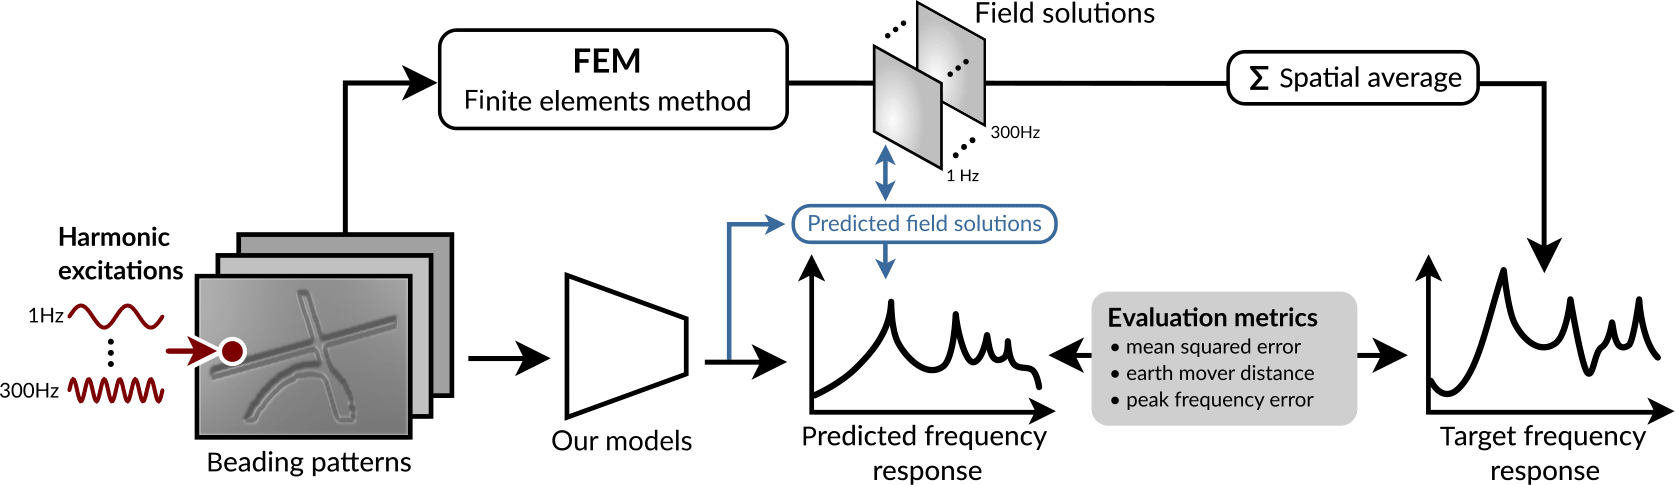 Field solutions
FEM
Finite elements method
Σ Spatial average
300Hz
1 Hz
Predicted field solutions
Harmonic
excitations
1Hz
300Hz
Beading patterns
Our models
Predicted frequency
response
Evaluation metrics
• mean squared error
• earth mover distance
• peak frequency error
Target frequency
response